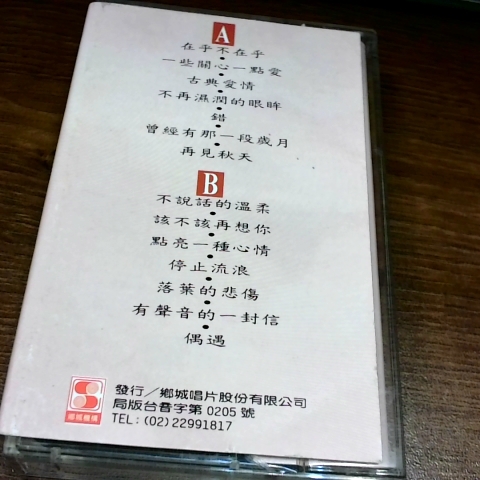 A
在乎不在乎
一些關心一點愛
古典愛情
不再濕潤的眼眸
錯
曾經有那一段歲月
再見秋天
B
不說話的溫柔
該不該再想你
點亮一種心情
停止流浪
落葉的悲傷
有聲音的一封信
偶遇
鄉城機構
發行／鄉城唱片股份有限公司
局版台音字第 0205 號
TEL: (02) 22991817